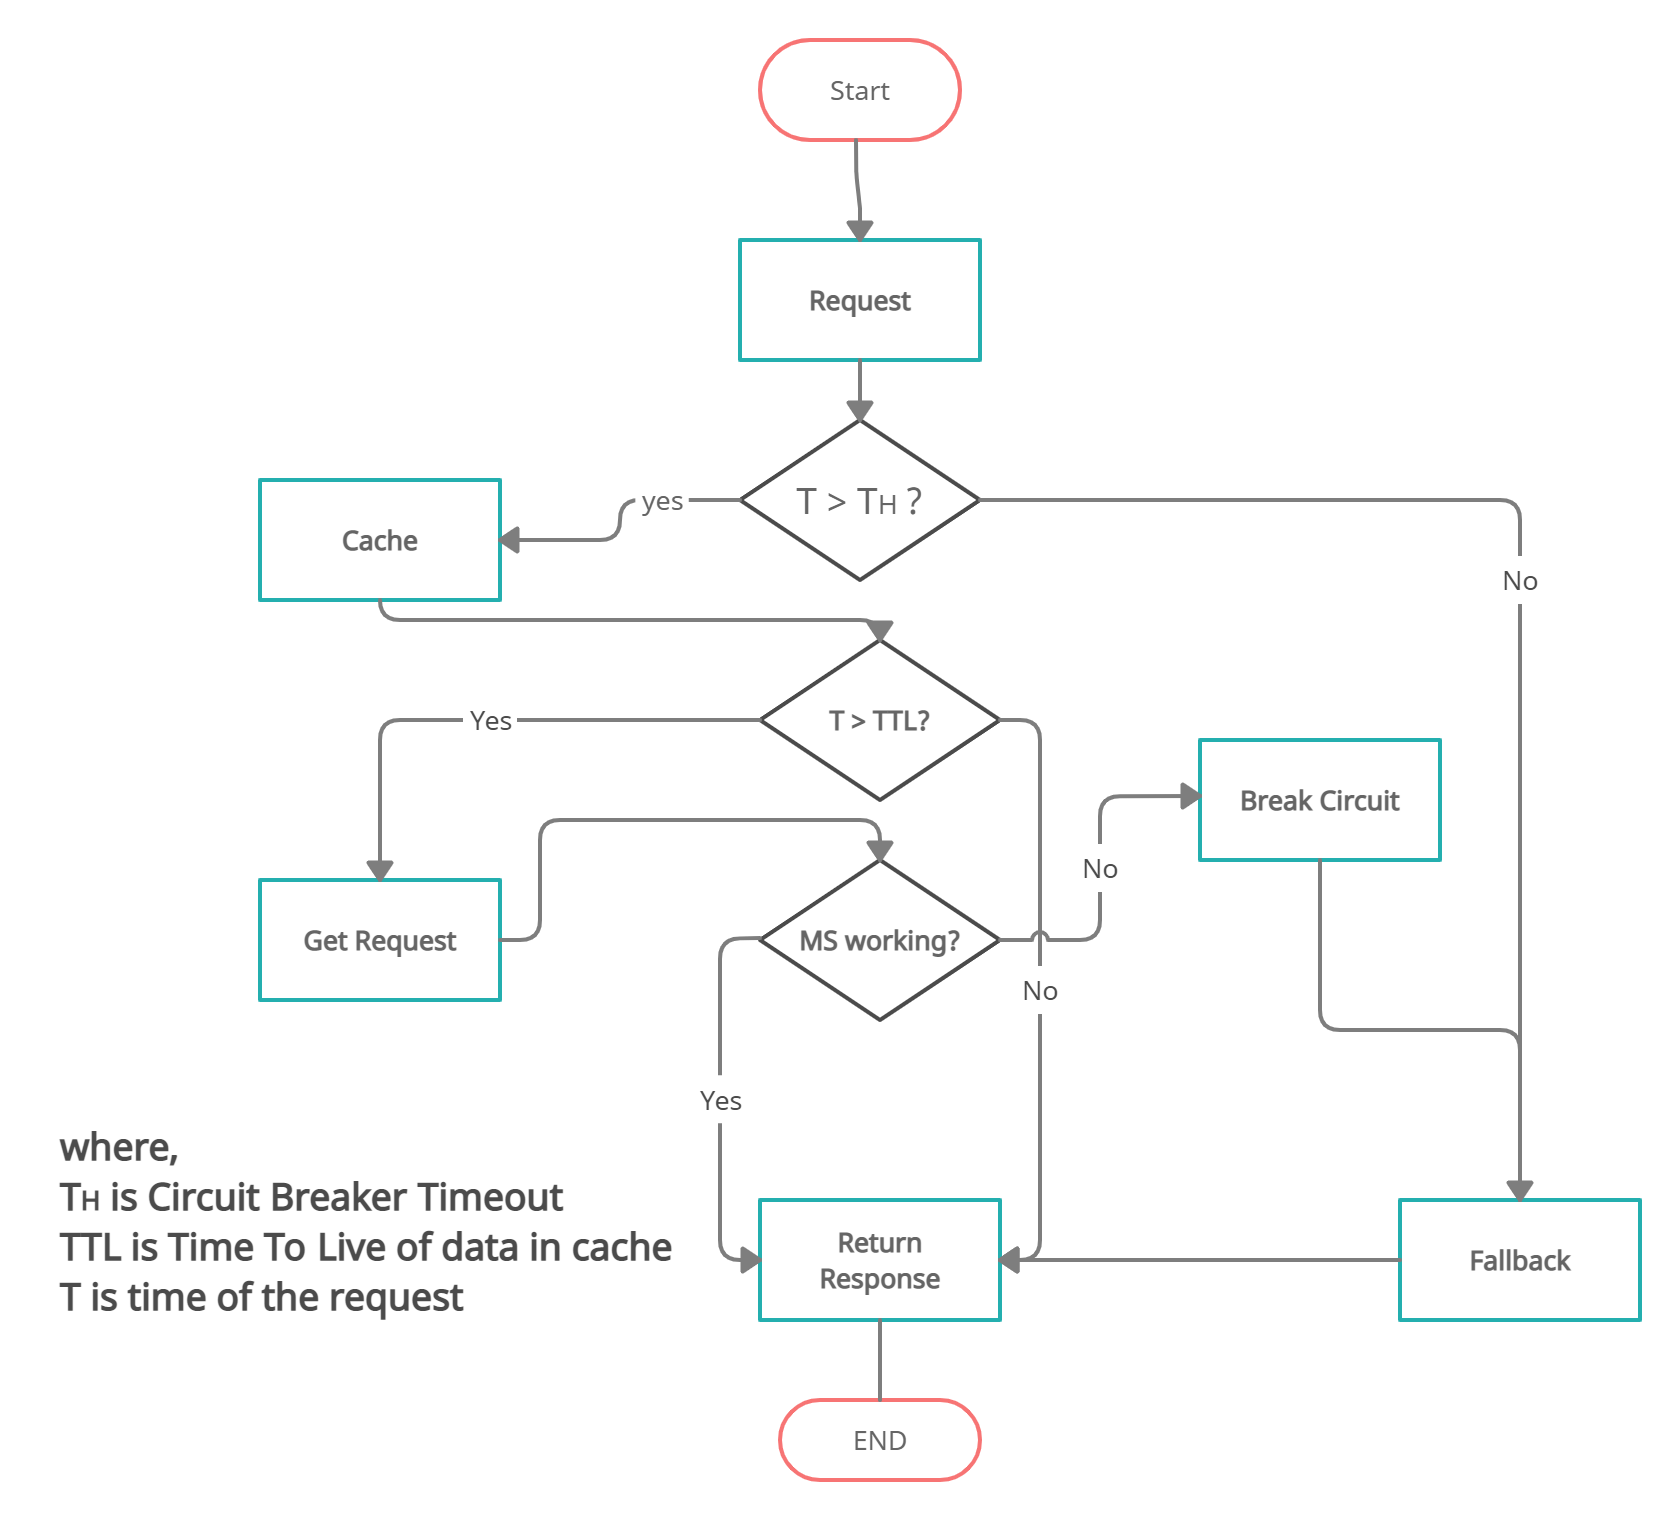 Start
Request
T > TH ?
yes
No
Cache
T > TTL?
Yes
Break Circuit
No
Get Request
MS working?
No
Yes
where,
TH is Circuit Breaker Timeout
TTL is Time To Live of data in cache
T is time of the request
Return
Response
Fallback
END